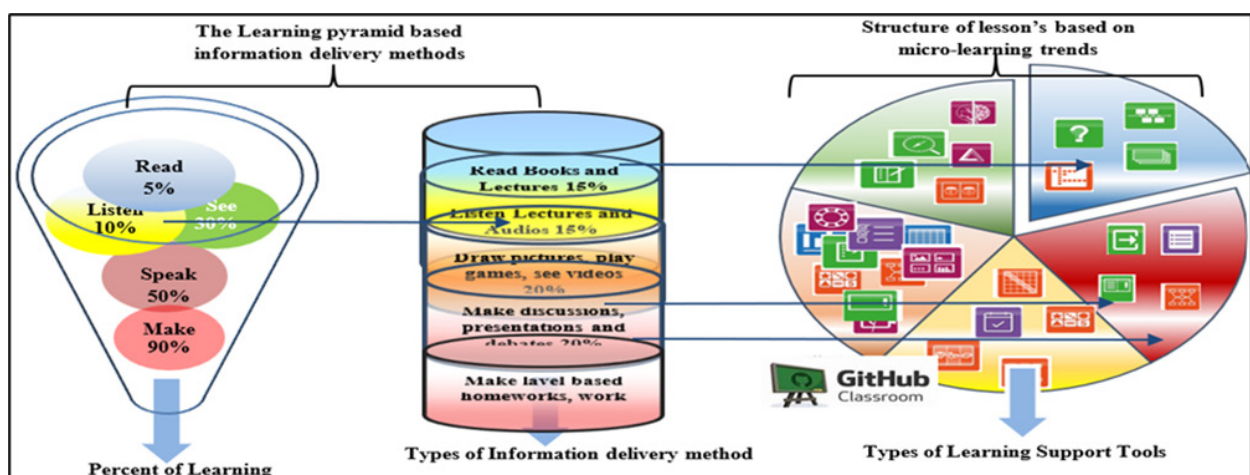 The Learning pyramid based
information delivery methods
Structure of lesson's based on
micro-learning trends
Read
5%
Listen
10%
See
30%
Speak
50%
Make
90%
Read Books and
Lectures 15%
Listen Lectures and
Audios 15%
Draw pictures, play
games, see videos
20%
Make discussions,
presentations and
debates 20%
Make lavel based
homeworks, work
?
GitHub
Classroom
Percent of Learning
Types of Information delivery method
Types of Learning Support Tools